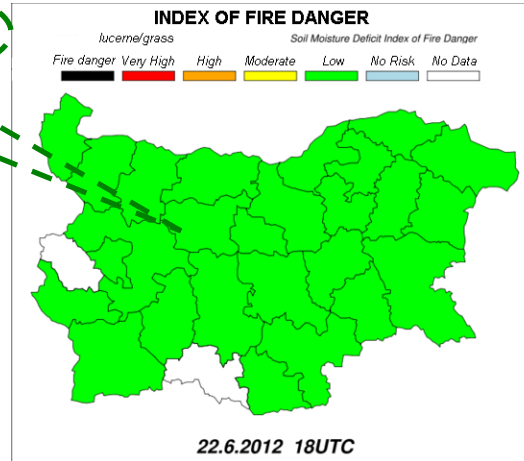 INDEX OF FIRE DANGER
lucerne/grass Soil Moisture Deficit Index of Fire Danger
Fire danger Very High High Moderate Low No Risk No Data
22.6.2012 18UTC